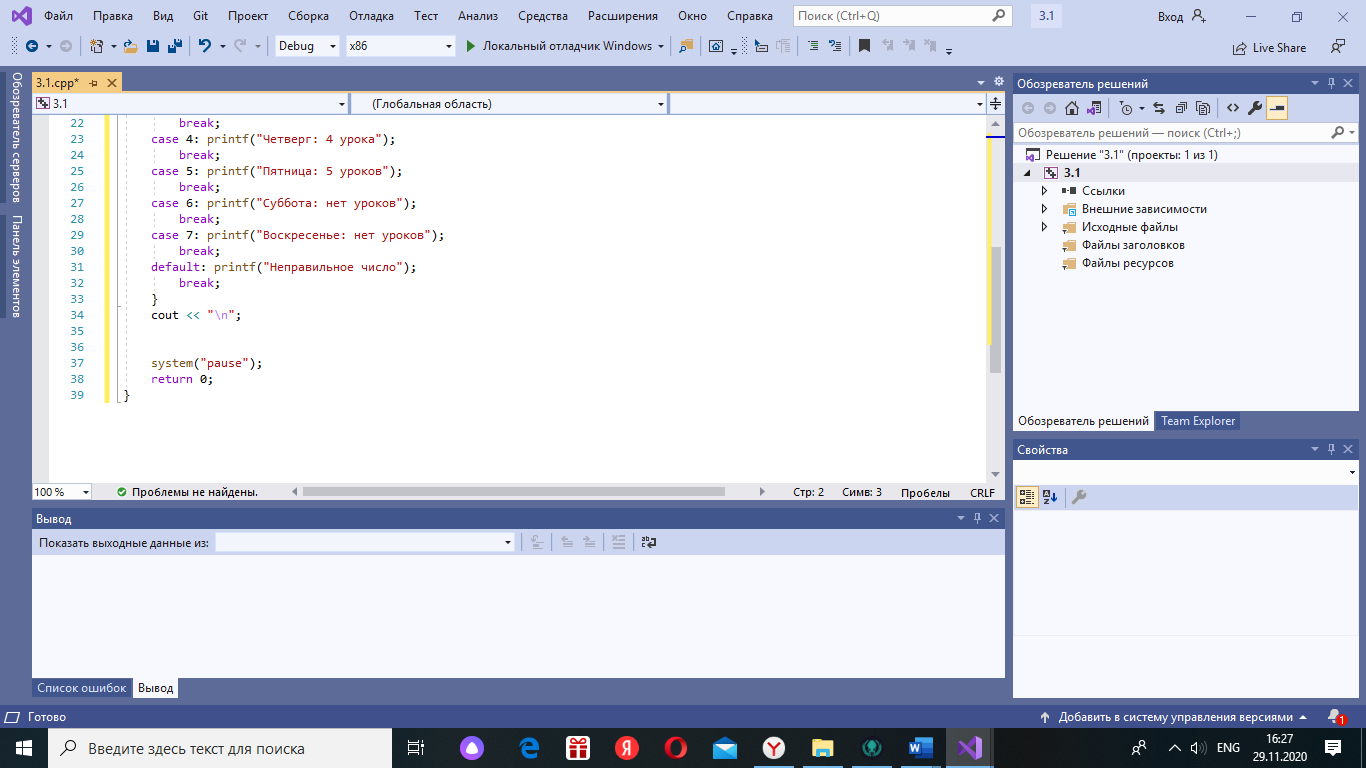 Файл Правка Вид Git Проект Сборка Отладка Тест Анализ Средства Расширения Окно Справка Поиск (Ctrl+Q) 3.1 Вход
Debug x86 Локальный отладчик Windows Live Share
Обозреватель серверов
Панель элементов
3.1.cpp*
3.1 (Глобальная область)
22 break;
23 case 4: printf("Четверг: 4 урока");
24 break;
25 case 5: printf("Пятница: 5 уроков");
26 break;
27 case 6: printf("Суббота: нет уроков");
28 break;
29 case 7: printf("Воскресенье: нет уроков");
30 break;
31 default: printf("Неправильное число");
32 break;
33 }
34 cout << "\n";
35
36
37 system("pause");
38 return 0;
39 }
100 % Проблемы не найдены. Стр: 2 Симв: 3 Пробелы CRLF
Вывод
Показать выходные данные из:
Список ошибок Вывод
Обозреватель решений
Обозреватель решений — поиск (Ctrl+;)
Решение "3.1" (проекты: 1 из 1)
3.1
Ссылки
Внешние зависимости
Исходные файлы
Файлы заголовков
Файлы ресурсов
Обозреватель решений Team Explorer
Свойства
Готово Добавить в систему управления версиями 1
Введите здесь текст для поиска ENG 16:27
29.11.2020